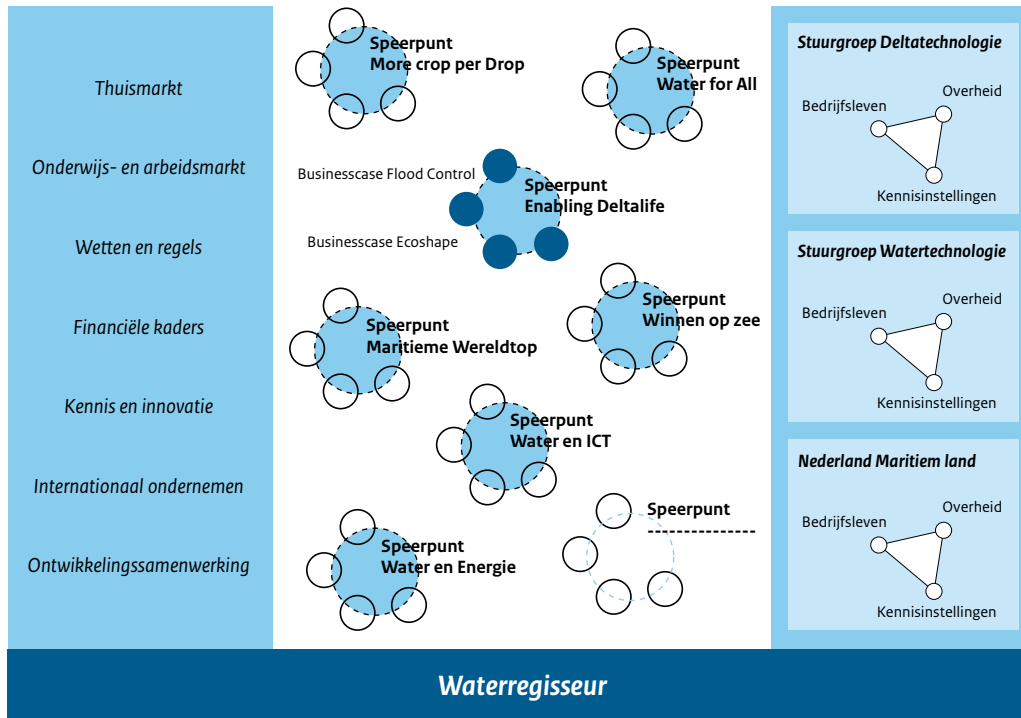 Thuismarkt
Onderwijs- en arbeidsmarkt
Wetten en regels
Financiële kaders
Kennis en innovatie
Internationaal ondernemen
Ontwikkelingssamenwerking
Speerpunt
More crop per Drop
Speerpunt
Water for All
Businesscase Flood Control
Businesscase Ecoshape
Speerpunt
Enabling Deltalife
Speerpunt
Maritieme Wereldtop
Speerpunt
Winnen op zee
Speerpunt
Water en ICT
Speerpunt
Water en Energie
Speerpunt
Stuurgroep Deltatechnologie
Overheid
Bedrijfsleven
Kennisinstellingen
Stuurgroep Watertechnologie
Overheid
Bedrijfsleven
Kennisinstellingen
Nederland Maritiem land
Overheid
Bedrijfsleven
Kennisinstellingen
Waterregisseur